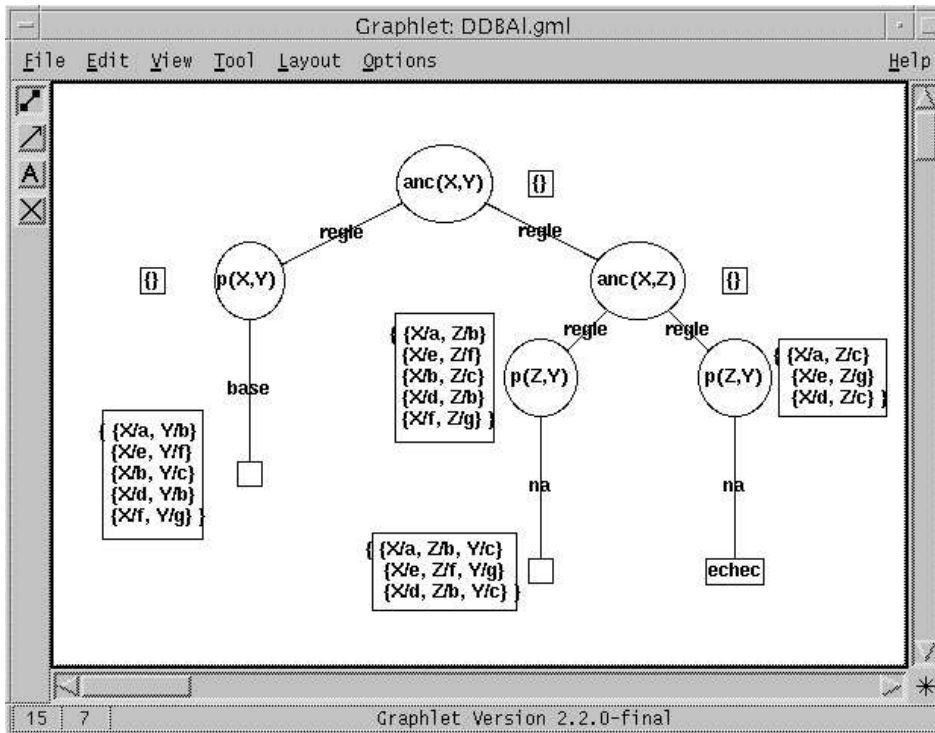 Graphlet: DDBAl.gml
File Edit View Tool Layout Options Help
A
anc(X,Y)
{}
regle
regle
{}
p(X,Y)
anc(X,Z)
{}
regle
regle
{ {X/a, Z/b}
{X/e, Z/f}
{X/b, Z/c}
{X/d, Z/b}
{X/f, Z/g} }
p(Z,Y)
p(Z,Y)
{ {X/a, Z/c}
{X/e, Z/g}
{X/d, Z/c} }
base
{ {X/a, Y/b}
{X/e, Y/f}
{X/b, Y/c}
{X/d, Y/b}
{X/f, Y/g} }
na
na
{ {X/a, Z/b, Y/c}
{X/e, Z/f, Y/g}
{X/d, Z/b, Y/c} }
echec
15 7 Graphlet Version 2.2.0-final